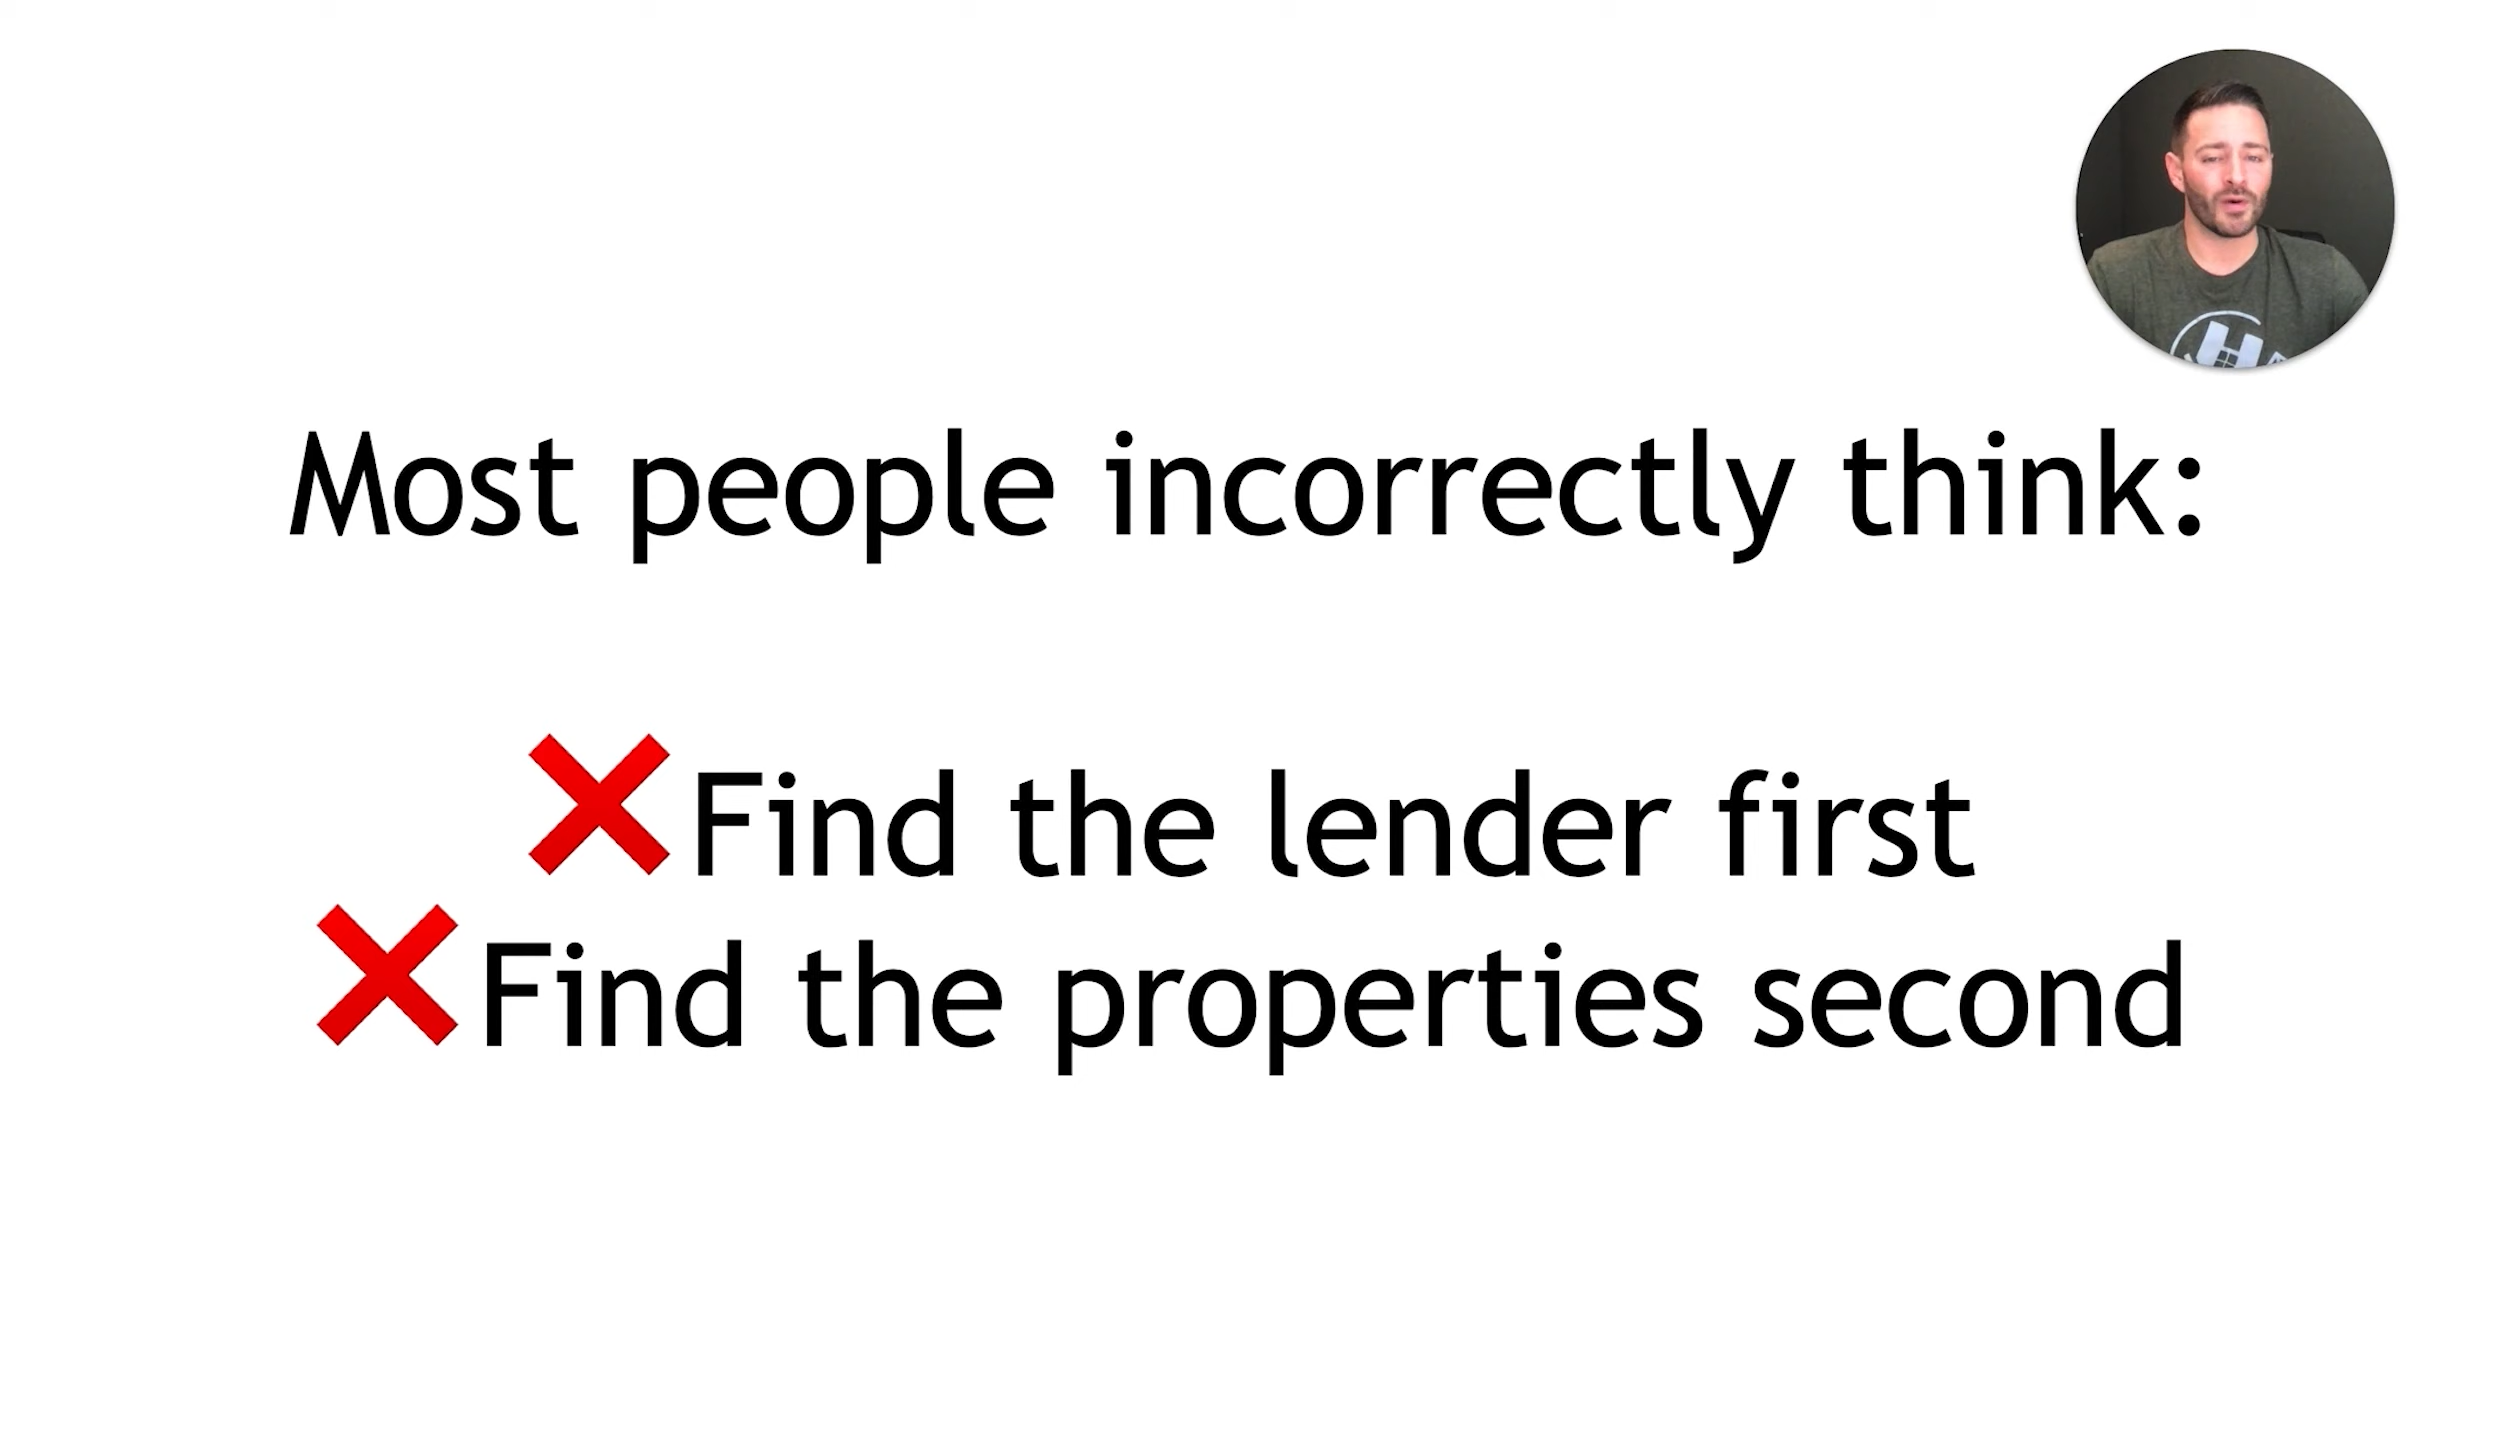 Most people incorrectly think:
❌Find the lender first
❌Find the properties second
H